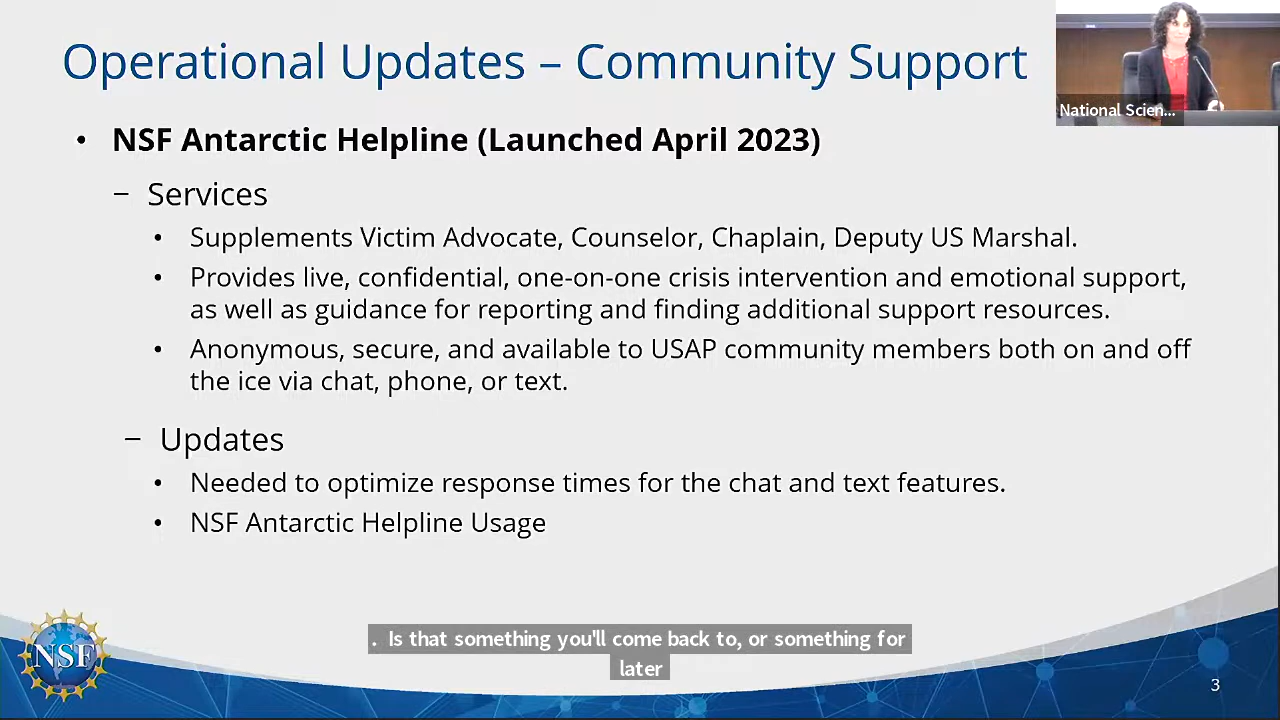 Operational Updates – Community Support
National Scien...
• NSF Antarctic Helpline (Launched April 2023)
– Services
• Supplements Victim Advocate, Counselor, Chaplain, Deputy US Marshal.
• Provides live, confidential, one-on-one crisis intervention and emotional support,
as well as guidance for reporting and finding additional support resources.
• Anonymous, secure, and available to USAP community members both on and off
the ice via chat, phone, or text.
– Updates
• Needed to optimize response times for the chat and text features.
• NSF Antarctic Helpline Usage
. Is that something you'll come back to, or something for
later
NSF
3